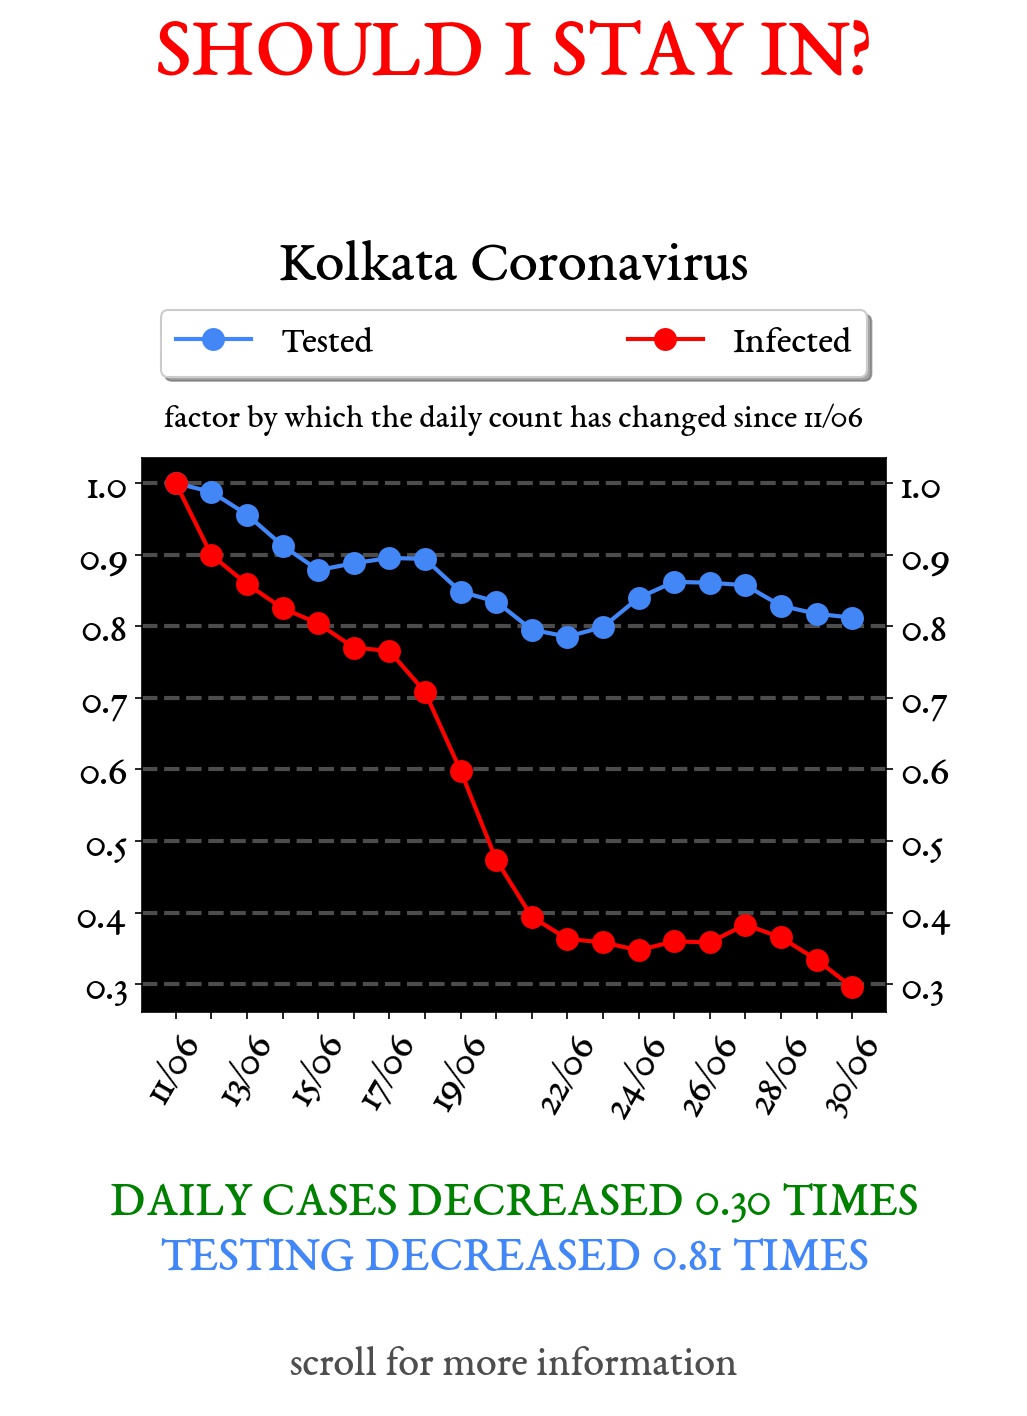 SHOULD I STAY IN?
Kolkata Coronavirus
Tested Infected
factor by which the daily count has changed since 11/06
1.0 1.0
0.9 0.9
0.8 0.8
0.7 0.7
0.6 0.6
0.5 0.5
0.4 0.4
0.3 0.3
11/06 13/06 15/06 17/06 19/06 22/06 24/06 26/06 28/06 30/06
DAILY CASES DECREASED 0.30 TIMES
TESTING DECREASED 0.81 TIMES
scroll for more information